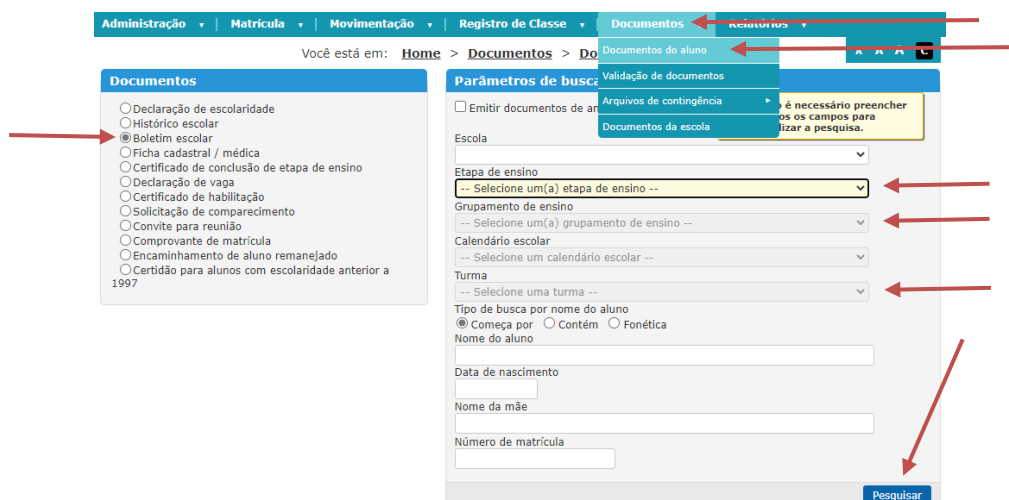 Administração | Matrícula | Movimentação | Registro de Classe | Documentos Relatórios
Você está em: Home > Documentos > Do
Documentos do aluno
A A A C
Validação de documentos
Arquivos de contingência
Documentos da escola
Documentos
Declaração de escolaridade
Histórico escolar
Boletim escolar
Ficha cadastral / médica
Certificado de conclusão de etapa de ensino
Declaração de vaga
Certificado de habilitação
Solicitação de comparecimento
Convite para reunião
Comprovante de matrícula
Encaminhamento de aluno remanejado
Certidão para alunos com escolaridade anterior a
1997
Parâmetros de busca
Emitir documentos de an
é necessário preencher
os campos para
lizar a pesquisa.
Escola
Etapa de ensino
-- Selecione um(a) etapa de ensino --
Grupamento de ensino
-- Selecione um(a) grupamento de ensino --
Calendário escolar
-- Selecione um calendário escolar --
Turma
-- Selecione uma turma --
Tipo de busca por nome do aluno
Começa por Contém Fonética
Nome do aluno
Data de nascimento
Nome da mãe
Número de matrícula
Pesquisar